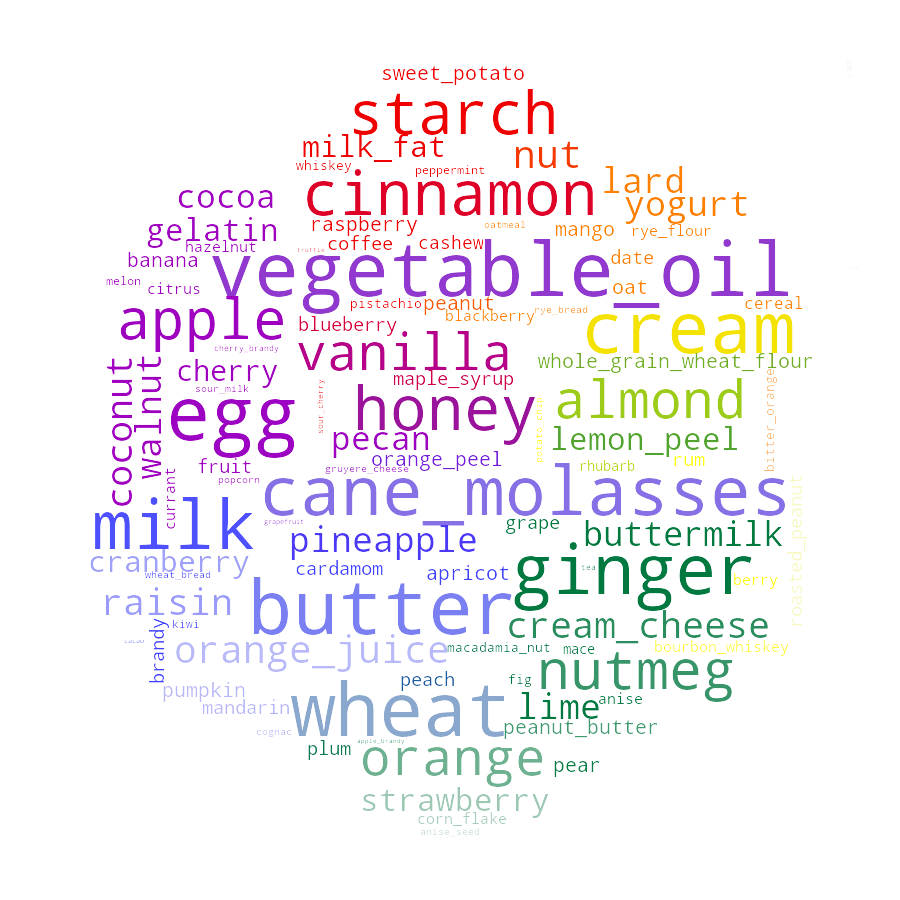 sweet_potato
starch
milk_fat
nut
whiskey
peppermint
cinnamon
lard
cocoa
yogurt
raspberry
oatmeal
gelatin
mango
rye_flour
hazelnut
coffee
cashew
truffle
banana
vegetable_oil
date
melon
citrus
oat
pistachio
peanut
cereal
apple
blackberry
rye_bread
blueberry
cream
cherry_brandy
vanilla
whole_grain_wheat_flour
cherry
maple_syrup
sour_milk
coconut
walnut
egg
sour_cherry
honey
almond
potato_chip
bitter_orange
pecan
lemon_peel
fruit
orange_peel
gruyere_cheese
rhubarb
rum
popcorn
currant
cane_molasses
roasted_peanut
milk
grapefruit
grape
pineapple
buttermilk
cranberry
wheat_bread
cardamom
apricot
ginger
tea
berry
raisin
butter
kiwi
cream_cheese
cacao
brandy
orange_juice
macadamia_nut
mace
bourbon_whiskey
nutmeg
peach
fig
pumpkin
mandarin
wheat
lime
anise
cognac
peanut_butter
apple_brandy
plum
orange
pear
strawberry
corn_flake
anise_seed